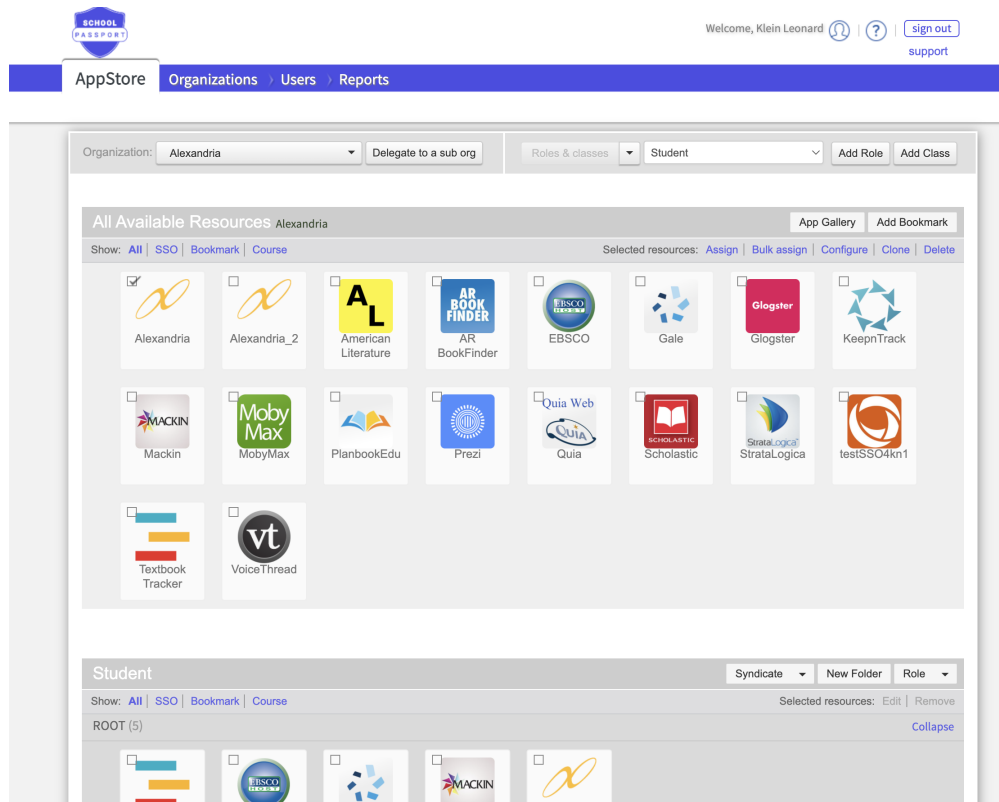 SCHOOL
PASSPORT
Welcome, Klein Leonard ? sign out
support
AppStore Organizations Users Reports
Organization: Alexandria Delegate to a sub org Roles & classes Student Add Role Add Class
All Available Resources Alexandria App Gallery Add Bookmark
Show: All | SSO | Bookmark | Course Selected resources: Assign | Bulk assign | Configure | Clone | Delete
A
L
AR
BOOK
FINDER
EBSCO
HOST
Glogster
Alexandria Alexandria_2 American Literature AR BookFinder EBSCO Gale Glogster KeepnTrack
MACKIN
Moby
Max
Quia Web
QUIA
SCHOLASTIC
StrataLogica
Mackin MobyMax PlanbookEdu Prezi Quia Scholastic StrataLogica testSSO4kn1
vt
Textbook Tracker VoiceThread
Student Syndicate New Folder Role
Show: All | SSO | Bookmark | Course Selected resources: Edit | Remove
ROOT (5) Collapse
EBSCO
MACKIN